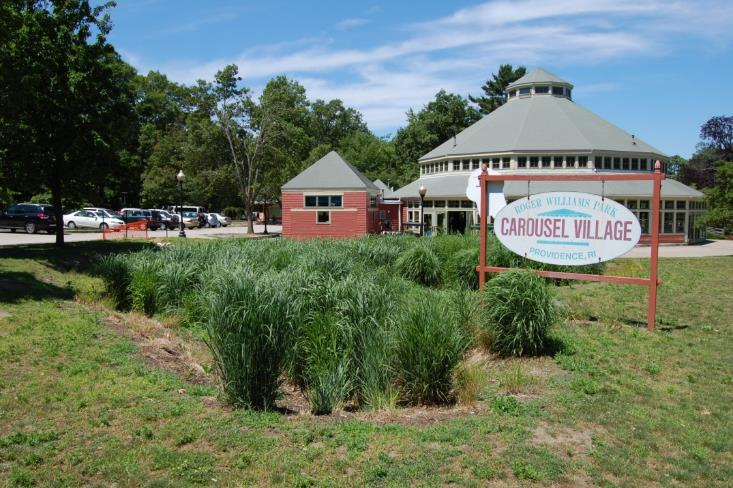 ROGER WILLIAMS PARK
CAROUSEL VILLAGE
PROVIDENCE, RI